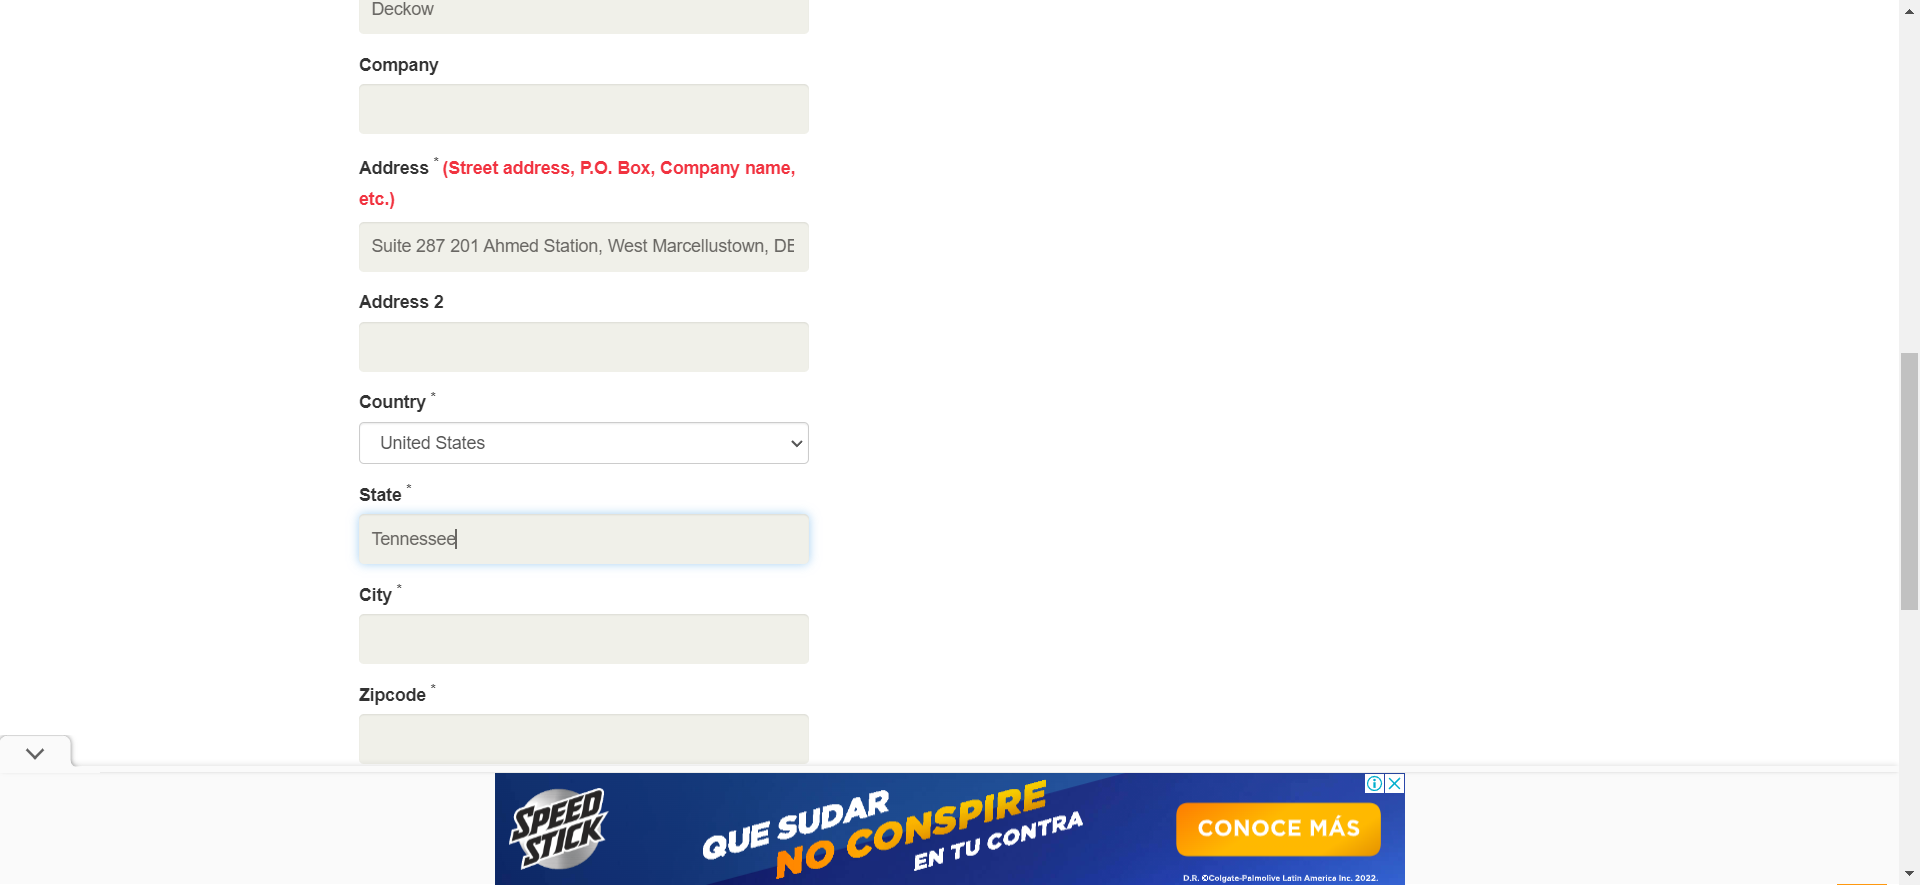 Deckow
Company
Address * (Street address, P.O. Box, Company name,
etc.)
Suite 287 201 Ahmed Station, West Marcellustown, DE
Address 2
Country *
United States
State *
Tennessee
City *
Zipcode *
SPEED
STICK
QUE SUDAR
NO CONSPIRE
EN TU CONTRA
CONOCE MÁS
D.R. ©Colgate-Palmolive Latin America Inc. 2022.